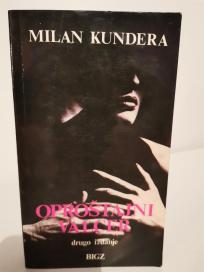 MILAN KUNDERA
OPROŠTAJNI
VALCER
drugo izdanje
BIGZ